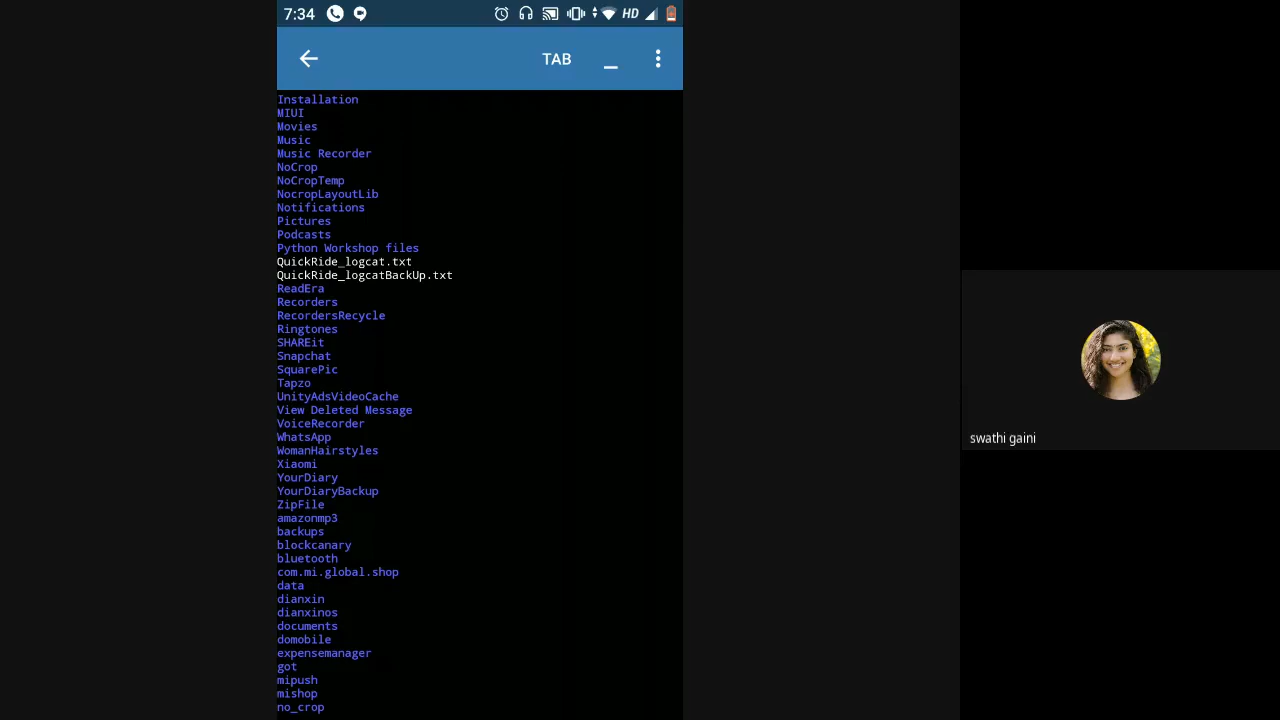 7:34
HD
TAB
_
Installation
MIUI
Movies
Music
Music Recorder
NoCrop
NoCropTemp
NocropLayoutLib
Notifications
Pictures
Podcasts
Python Workshop files
QuickRide_logcat.txt
QuickRide_logcatBackUp.txt
ReadEra
Recorders
RecordersRecycle
Ringtones
SHAREit
Snapchat
SquarePic
Tapzo
UnityAdsVideoCache
View Deleted Message
VoiceRecorder
WhatsApp
WomanHairstyles
Xiaomi
YourDiary
YourDiaryBackup
ZipFile
amazonmp3
backups
blockcanary
bluetooth
com.mi.global.shop
data
dianxin
dianxinos
documents
domobile
expensemanager
got
mipush
mishop
no_crop
swathi gaini